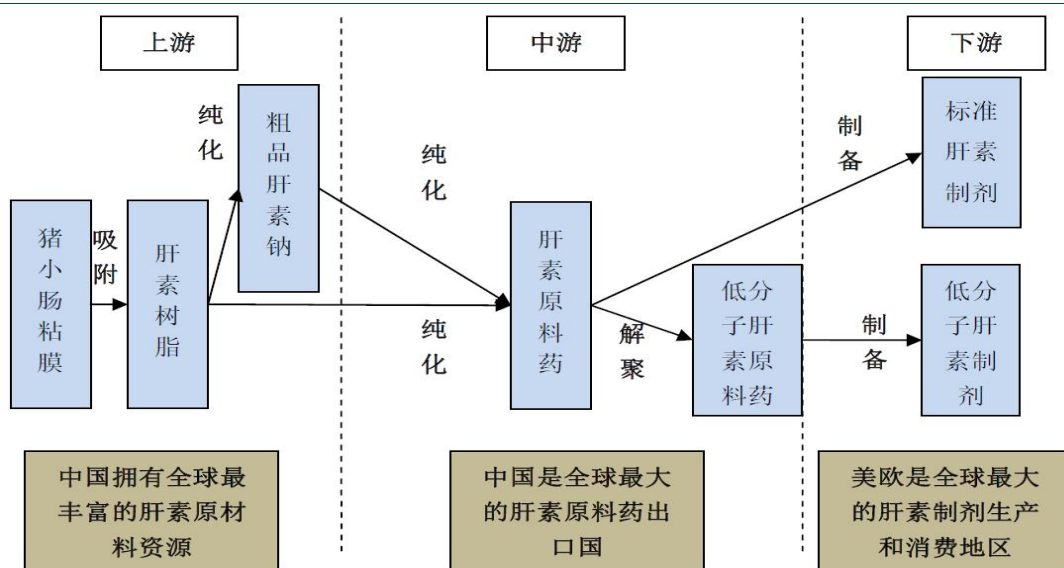 上游
中游
下游
纯
化
粗
品
肝
素
钠
纯
化
制
备
标准
肝素
制剂
猪
小
肠
粘
膜
吸
附
肝
素
树
脂
纯
化
肝
素
原
料
药
解
聚
低分
子肝
素原
料药
制
备
低分
子肝
素制
剂
中国拥有全球最
丰富的肝素原材
料资源
中国是全球最大
的肝素原料药出
口国
美欧是全球最大
的肝素制剂生产
和消费地区